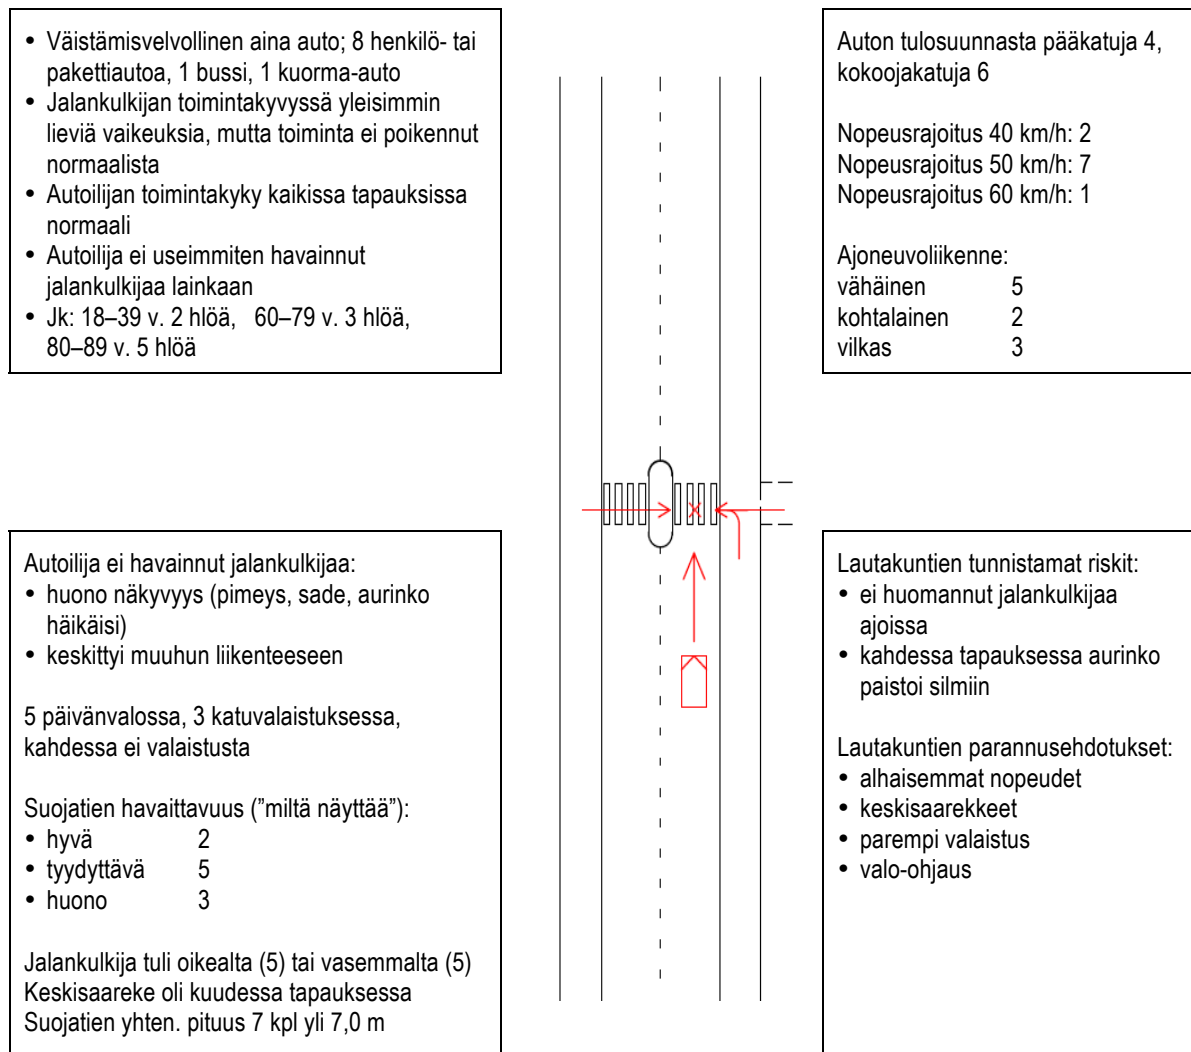 • Väistämisvelvollinen aina auto; 8 henkilö- tai
pakettiautoa, 1 bussi, 1 kuorma-auto
• Jalankulkijan toimintakyvyssä yleisimmin
lieviä vaikeuksia, mutta toiminta ei poikennut
normaalista
• Autoilijan toimintakyky kaikissa tapauksissa
normaali
• Autoilija ei useimmiten havainnut
jalankulkijaa lainkaan
• Jk: 18–39 v. 2 hlöä, 60–79 v. 3 hlöä,
80–89 v. 5 hlöä
Auton tulosuunnasta pääkatuja 4,
kokoojakatuja 6
Nopeusrajoitus 40 km/h: 2
Nopeusrajoitus 50 km/h: 7
Nopeusrajoitus 60 km/h: 1
Ajoneuvoliikenne:
vähäinen 5
kohtalainen 2
vilkas 3
Autoilija ei havainnut jalankulkijaa:
• huono näkyvyys (pimeys, sade, aurinko
häikäisi)
• keskittyi muuhun liikenteeseen
5 päivänvalossa, 3 katuvalaistuksessa,
kahdessa ei valaistusta
Suojatien havaittavuus (”miltä näyttää”):
• hyvä 2
• tyydyttävä 5
• huono 3
Jalankulkija tuli oikealta (5) tai vasemmalta (5)
Keskisaareke oli kuudessa tapauksessa
Suojatien yhten. pituus 7 kpl yli 7,0 m
Lautakuntien tunnistamat riskit:
• ei huomannut jalankulkijaa
ajoissa
• kahdessa tapauksessa aurinko
paistoi silmiin
Lautakuntien parannusehdotukset:
• alhaisemmat nopeudet
• keskisaarekkeet
• parempi valaistus
• valo-ohjaus